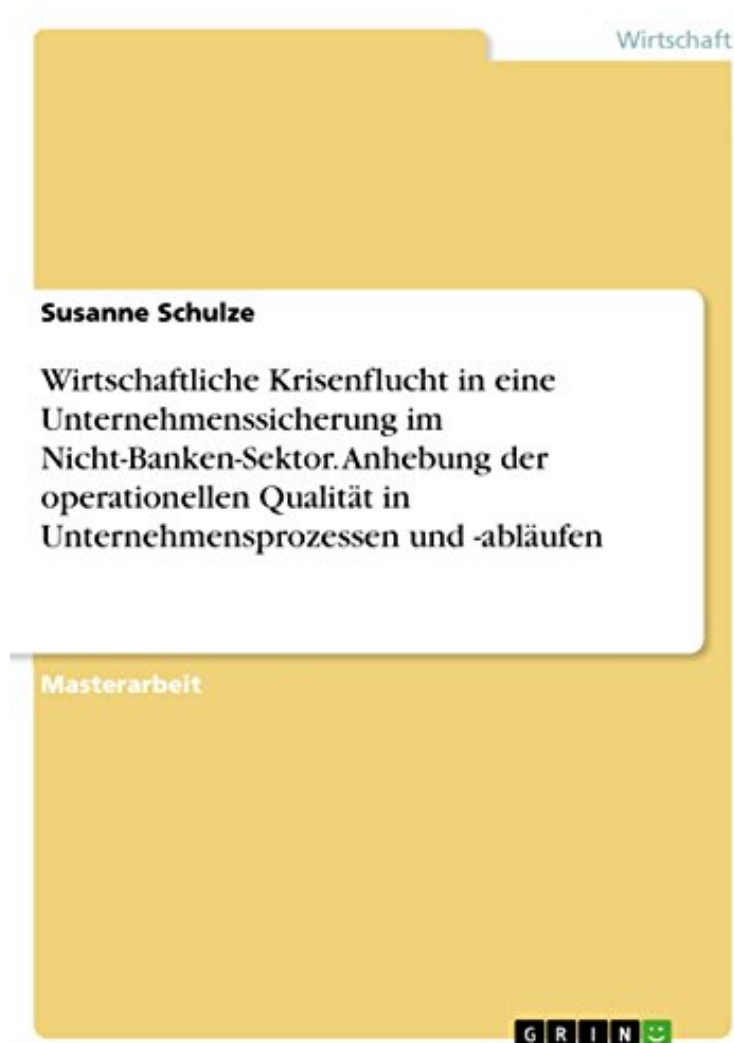 Wirtschaft
Susanne Schulze
Wirtschaftliche Krisenflucht in eine
Unternehmenssicherung im
Nicht-Banken-Sektor. Anhebung der
operationellen Qualität in
Unternehmensprozessen und -abläufen
Masterarbeit
GRIN